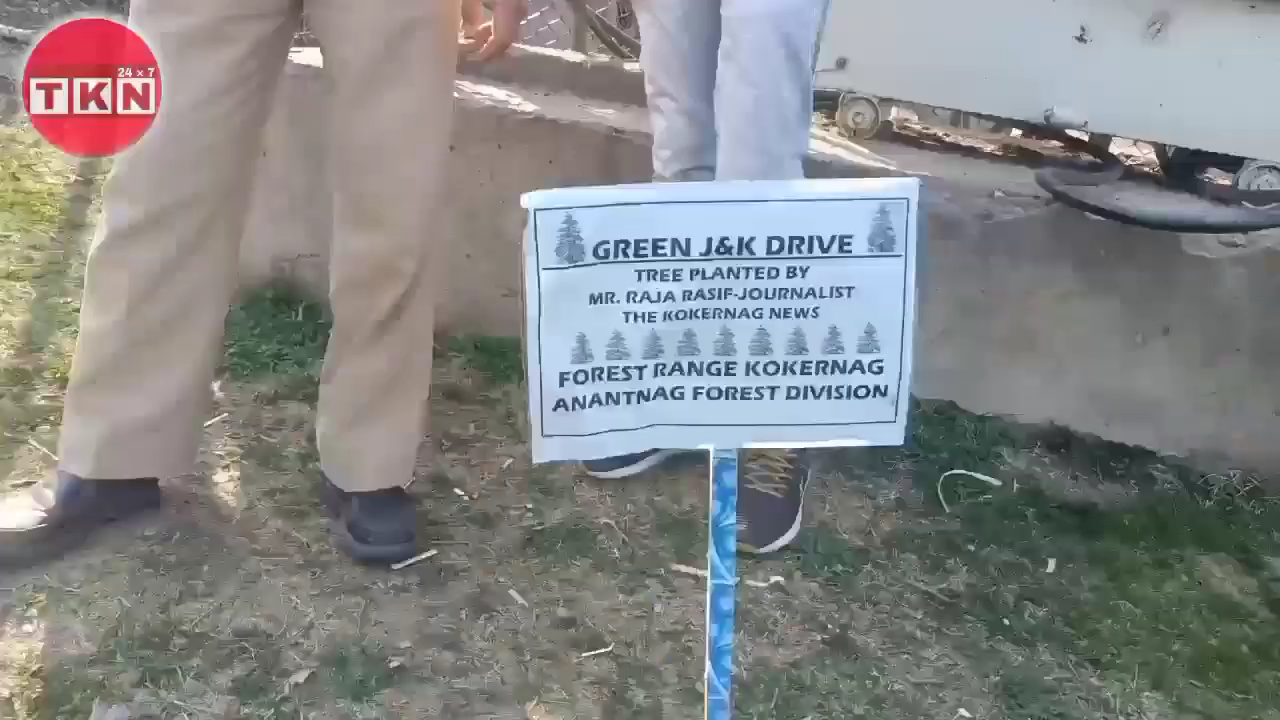 24×7
TKN
GREEN J&K DRIVE
TREE PLANTED BY
MR. RAJA RASIF-JOURNALIST
THE KOKERNAG NEWS
FOREST RANGE KOKERNAG
ANANTNAG FOREST DIVISION